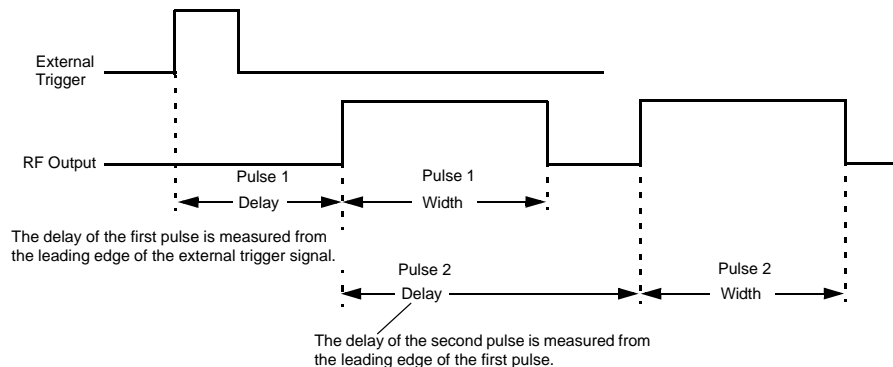 External
Trigger
RF Output
Pulse 1
Delay
Pulse 1
Width
The delay of the first pulse is measured from
the leading edge of the external trigger signal.
Pulse 2
Delay
Pulse 2
Width
The delay of the second pulse is measured from
the leading edge of the first pulse.